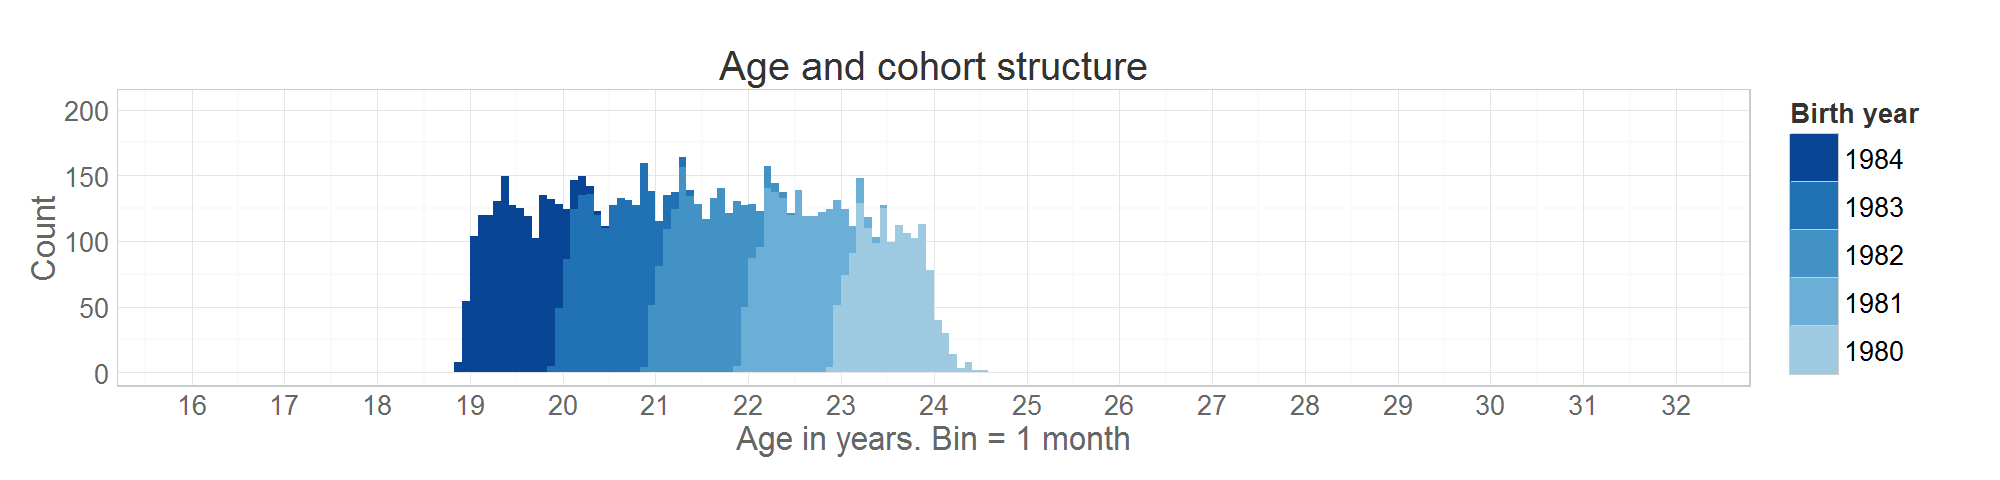 Age and cohort structure
200
150
100
50
0
Count
16 17 18 19 20 21 22 23 24 25 26 27 28 29 30 31 32
Age in years. Bin = 1 month
Birth year
1984
1983
1982
1981
1980